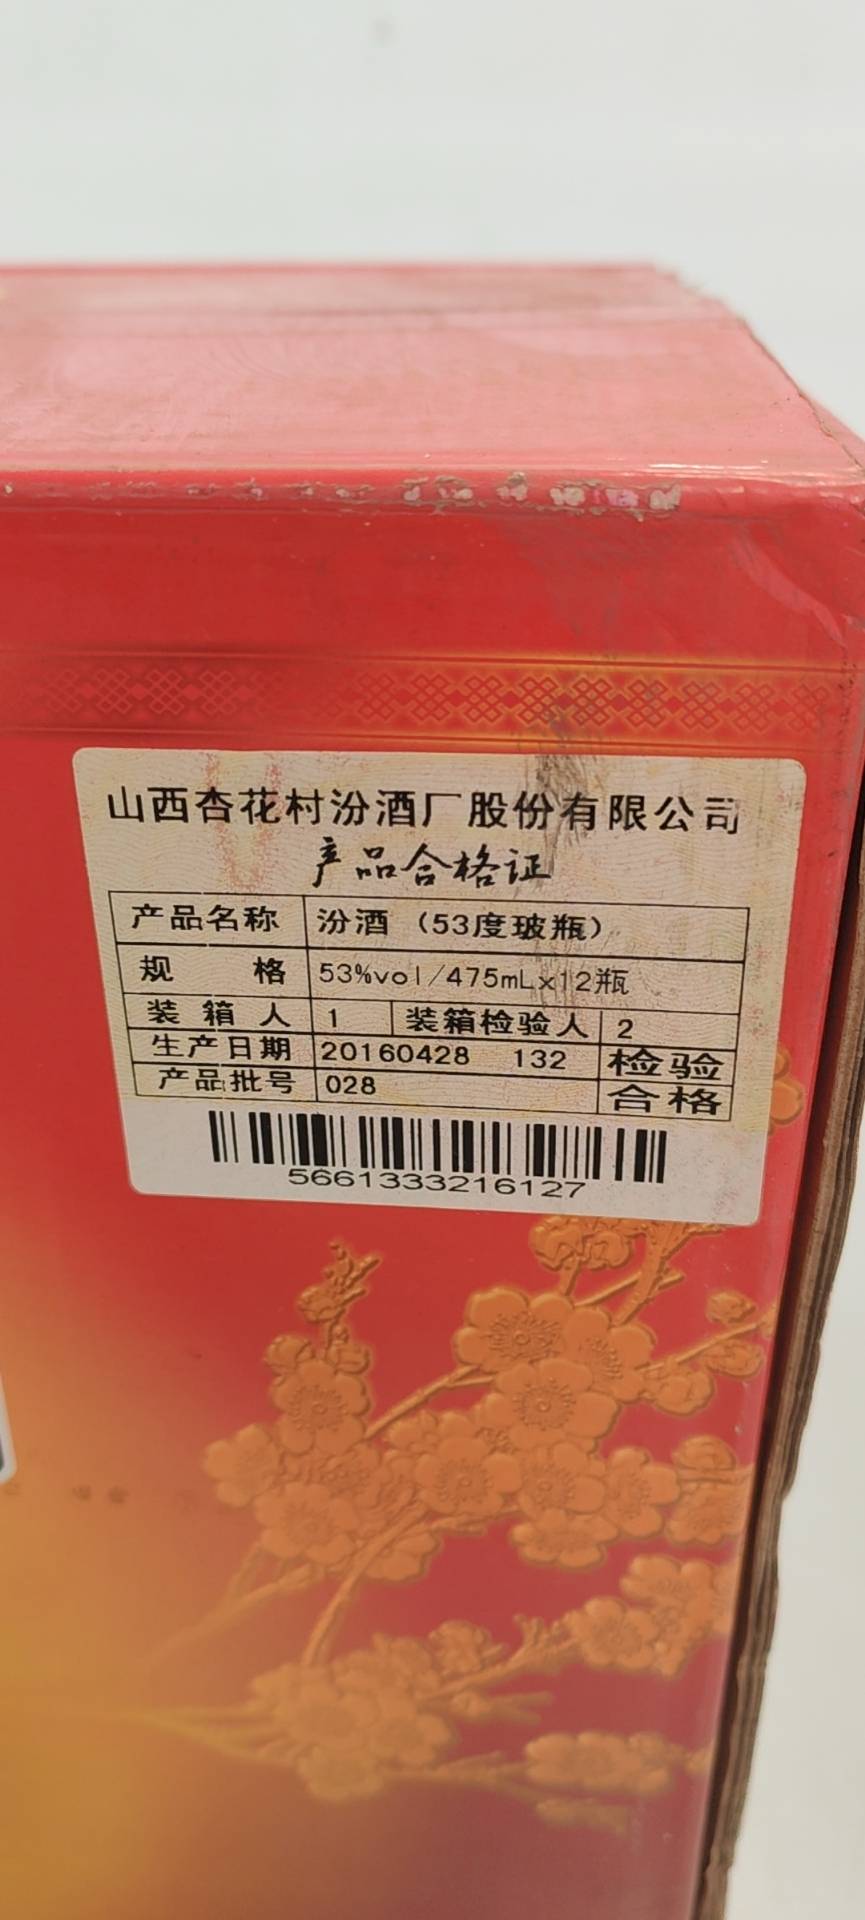 山西杏花村汾酒厂股份有限公司
产品合格证
产品名称 汾酒（53度玻瓶）
规 格 53%vol/475mL×12瓶
装箱人 1 装箱检验人 2
生产日期 20160428 132 检验
产品批号 028 合格
5661333216127